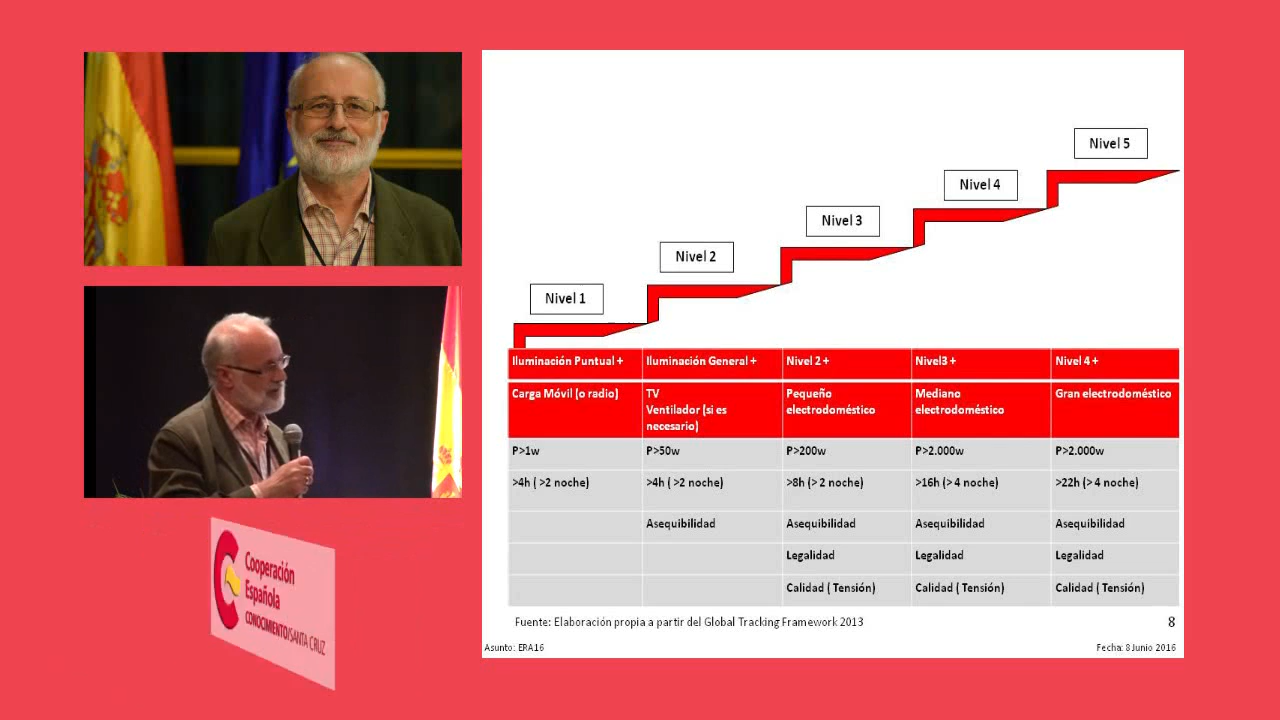 Nivel 5
Nivel 4
Nivel 3
Nivel 2
Nivel 1
Iluminación Puntual + Iluminación General + Nivel 2 + Nivel3 + Nivel 4 +
Carga Móvil (o radio) TV Pequeño Mediano Gran electrodoméstico
Ventilador (si es electrodoméstico electrodoméstico
necesario)
P>1w P>50w P>200w P>2.000w P>2.000w
>4h ( >2 noche) >4h ( >2 noche) >8h (> 2 noche) >16h (> 4 noche) >22h (> 4 noche)
Asequibilidad Asequibilidad Asequibilidad Asequibilidad
Legalidad Legalidad Legalidad
Calidad ( Tensión) Calidad ( Tensión) Calidad ( Tensión)
Fuente: Elaboración propia a partir del Global Tracking Framework 2013
8
Asunto: ERA16
Fecha: 8 Junio 2016
Cooperación
Española
CONOCIMIENTO/SANTA CRUZ